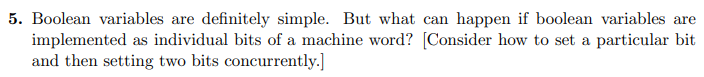 5. Boolean variables are definitely simple. But what can happen if boolean variables are
implemented as individual bits of a machine word? [Consider how to set a particular bit
and then setting two bits concurrently.]